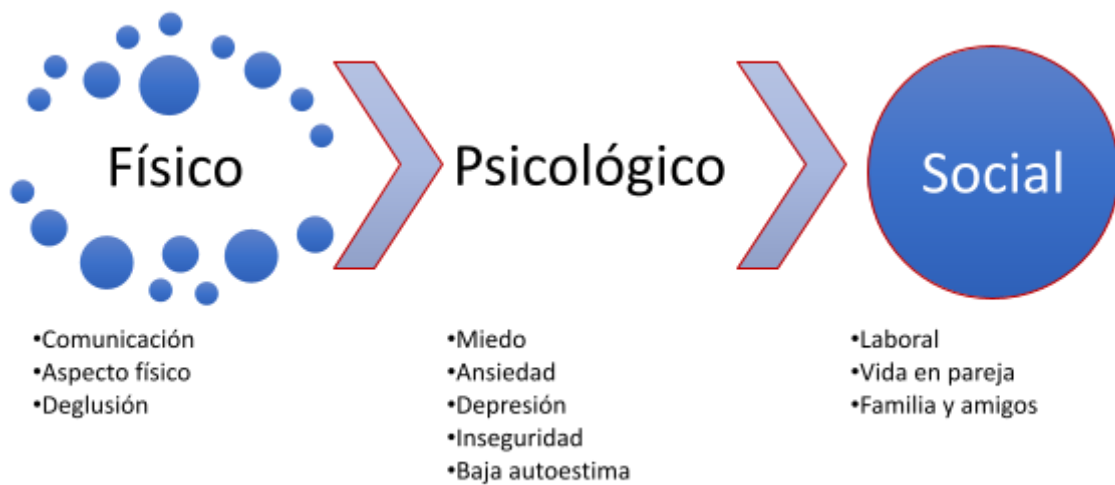 Físico
•Comunicación
•Aspecto físico
•Deglusión
Psicológico
•Miedo
•Ansiedad
•Depresión
•Inseguridad
•Baja autoestima
Social
•Laboral
•Vida en pareja
•Familia y amigos